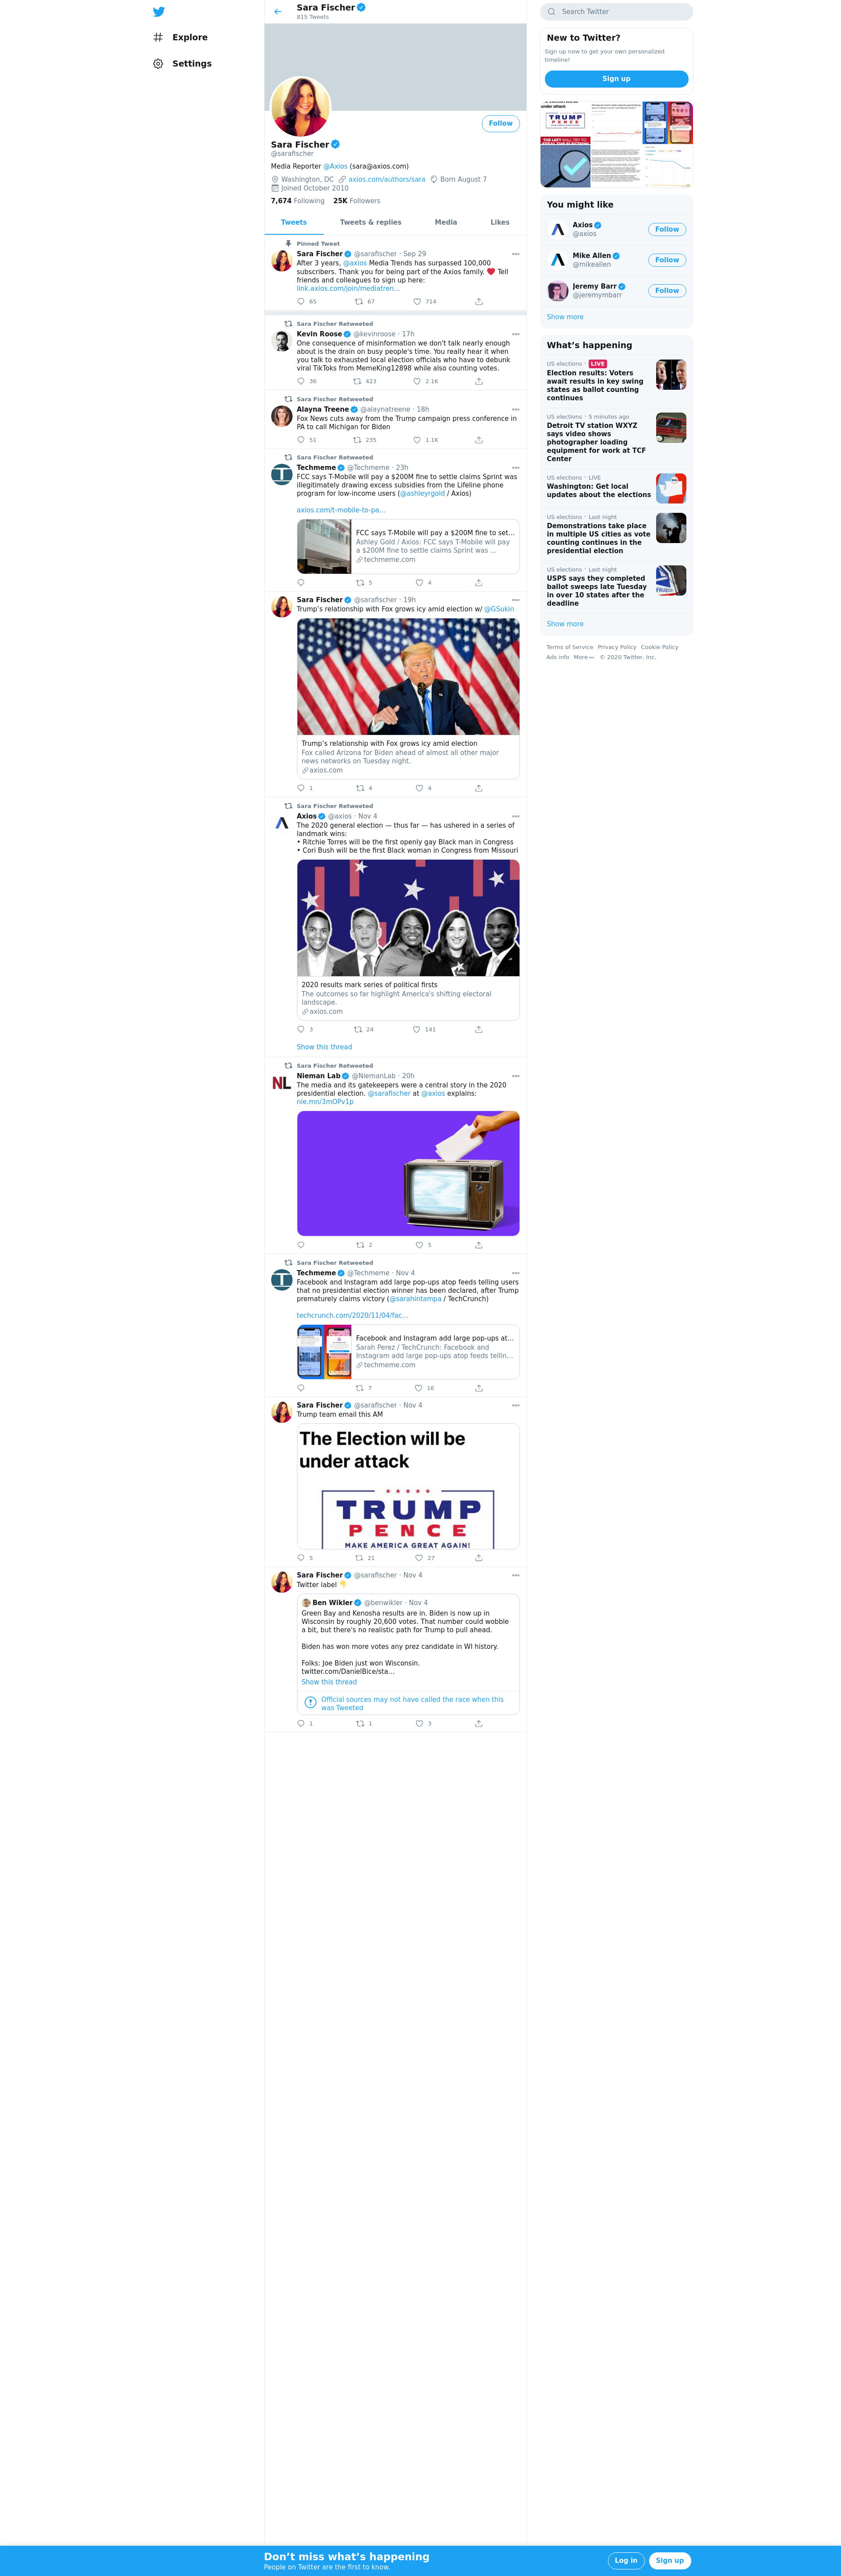 Explore
Settings
Sara Fischer
815 Tweets
Follow
Sara Fischer
@sarafischer
Media Reporter @Axios (sara@axios.com)
Washington, DC axios.com/authors/sara Born August 7
Joined October 2010
7,674 Following 25K Followers
Tweets Tweets & replies Media Likes
Pinned Tweet
Sara Fischer @sarafischer · Sep 29
After 3 years, @axios Media Trends has surpassed 100,000
subscribers. Thank you for being part of the Axios family. ❤️ Tell
friends and colleagues to sign up here:
link.axios.com/join/mediatren…
65 67 714
Sara Fischer Retweeted
Kevin Roose @kevinroose · 17h
One consequence of misinformation we don't talk nearly enough
about is the drain on busy people's time. You really hear it when
you talk to exhausted local election officials who have to debunk
viral TikToks from MemeKing12898 while also counting votes.
36 423 2.1K
Sara Fischer Retweeted
Alayna Treene @alaynatreene · 18h
Fox News cuts away from the Trump campaign press conference in
PA to call Michigan for Biden
51 235 1.1K
Sara Fischer Retweeted
Techmeme @Techmeme · 23h
FCC says T-Mobile will pay a $200M fine to settle claims Sprint was
illegitimately drawing excess subsidies from the Lifeline phone
program for low-income users (@ashleyrgold / Axios)
axios.com/t-mobile-to-pa…
FCC says T-Mobile will pay a $200M fine to set…
Ashley Gold / Axios: FCC says T-Mobile will pay
a $200M fine to settle claims Sprint was …
techmeme.com
5 4
Sara Fischer @sarafischer · 19h
Trump’s relationship with Fox grows icy amid election w/ @GSukin
Trump’s relationship with Fox grows icy amid election
Fox called Arizona for Biden ahead of almost all other major
news networks on Tuesday night.
axios.com
1 4 4
Sara Fischer Retweeted
Axios @axios · Nov 4
The 2020 general election — thus far — has ushered in a series of
landmark wins:
• Ritchie Torres will be the first openly gay Black man in Congress
• Cori Bush will be the first Black woman in Congress from Missouri
2020 results mark series of political firsts
The outcomes so far highlight America's shifting electoral
landscape.
axios.com
3 24 141
Show this thread
Sara Fischer Retweeted
NL
Nieman Lab @NiemanLab · 20h
The media and its gatekeepers were a central story in the 2020
presidential election. @sarafischer at @axios explains:
nie.mn/3mOPv1p
2 5
Sara Fischer Retweeted
Techmeme @Techmeme · Nov 4
Facebook and Instagram add large pop-ups atop feeds telling users
that no presidential election winner has been declared, after Trump
prematurely claims victory (@sarahintampa / TechCrunch)
techcrunch.com/2020/11/04/fac…
Facebook and Instagram add large pop-ups at…
Sarah Perez / TechCrunch: Facebook and
Instagram add large pop-ups atop feeds tellin…
techmeme.com
7 16
Sara Fischer @sarafischer · Nov 4
Trump team email this AM
The Election will be
under attack
TRUMP
PENCE
MAKE AMERICA GREAT AGAIN!
5 21 27
Sara Fischer @sarafischer · Nov 4
Twitter label 👇
Ben Wikler @benwikler · Nov 4
Green Bay and Kenosha results are in. Biden is now up in
Wisconsin by roughly 20,600 votes. That number could wobble
a bit, but there's no realistic path for Trump to pull ahead.
Biden has won more votes any prez candidate in WI history.
Folks: Joe Biden just won Wisconsin.
twitter.com/DanielBice/sta…
Show this thread
Official sources may not have called the race when this
was Tweeted
1 1 3
Search Twitter
New to Twitter?
Sign up now to get your own personalized
timeline!
Sign up
under attack
TRUMP
PENCE
THE LEFT WILL TRY TO
You might like
Axios
@axios
Follow
Mike Allen
@mikeallen
Follow
Jeremy Barr
@jeremymbarr
Follow
Show more
What’s happening
US elections · LIVE
Election results: Voters
await results in key swing
states as ballot counting
continues
US elections · 5 minutes ago
Detroit TV station WXYZ
says video shows
photographer loading
equipment for work at TCF
Center
US elections · LIVE
Washington: Get local
updates about the elections
US elections · Last night
Demonstrations take place
in multiple US cities as vote
counting continues in the
presidential election
US elections · Last night
USPS says they completed
ballot sweeps late Tuesday
in over 10 states after the
deadline
Show more
Terms of Service Privacy Policy Cookie Policy
Ads info More © 2020 Twitter, Inc.
Don’t miss what’s happening
People on Twitter are the first to know.
Log in
Sign up